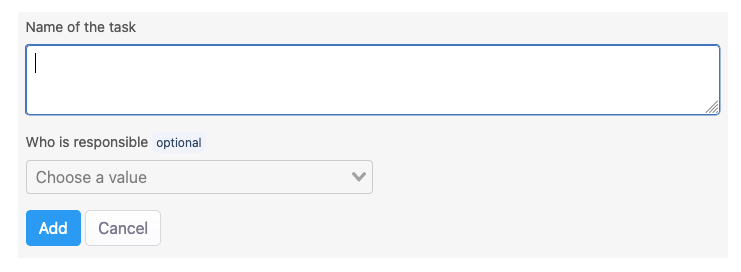 Name of the task
Who is responsible optional
Choose a value
Add Cancel